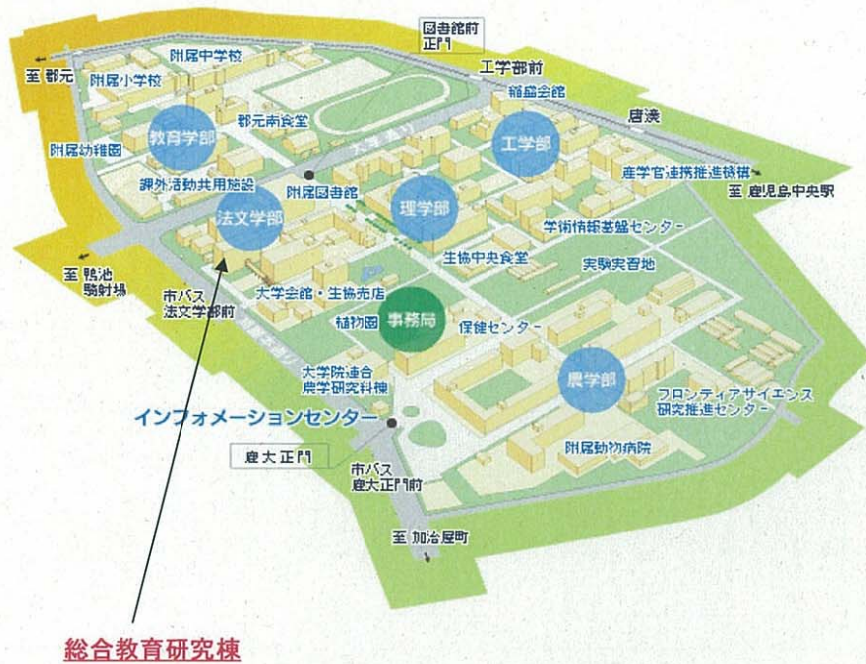 図書館前
正門
附属中学校
至 郡元
附属小学校
工学部前
稲盛会館
唐湊
郡元南食堂
教育学部
工学部
附属幼稚園
産学官連携推進機構
課外活動共用施設
附属図書館
至 鹿児島中央駅
法文学部
理学部
学術情報基盤センター
生協中央食堂
実験実習地
至 鴨池
騎射場
市バス
法文学部前
大学会館・生協売店
植物園
事務局
保健センター
大学院連合
農学研究科棟
農学部
フロンティアサイエンス
研究推進センター
インフォメーションセンター
鹿大正門
附属動物病院
市バス
鹿大正門前
至 加治屋町
総合教育研究棟